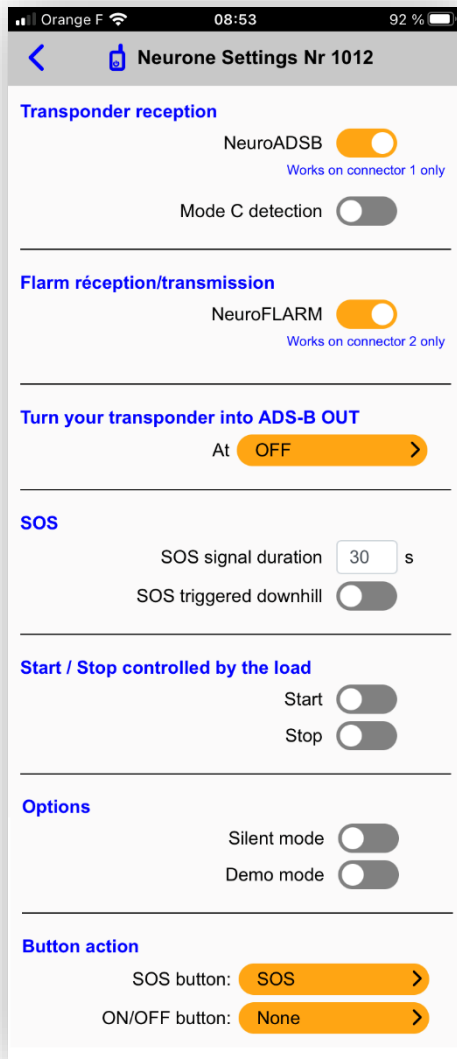 Orange F 08:53 92 %
Neurone Settings Nr 1012
Transponder reception
NeuroADSB
Works on connector 1 only
Mode C detection
Flarm réception/transmission
NeuroFLARM
Works on connector 2 only
Turn your transponder into ADS-B OUT
At OFF
SOS
SOS signal duration 30 s
SOS triggered downhill
Start / Stop controlled by the load
Start
Stop
Options
Silent mode
Demo mode
Button action
SOS button: SOS
ON/OFF button: None